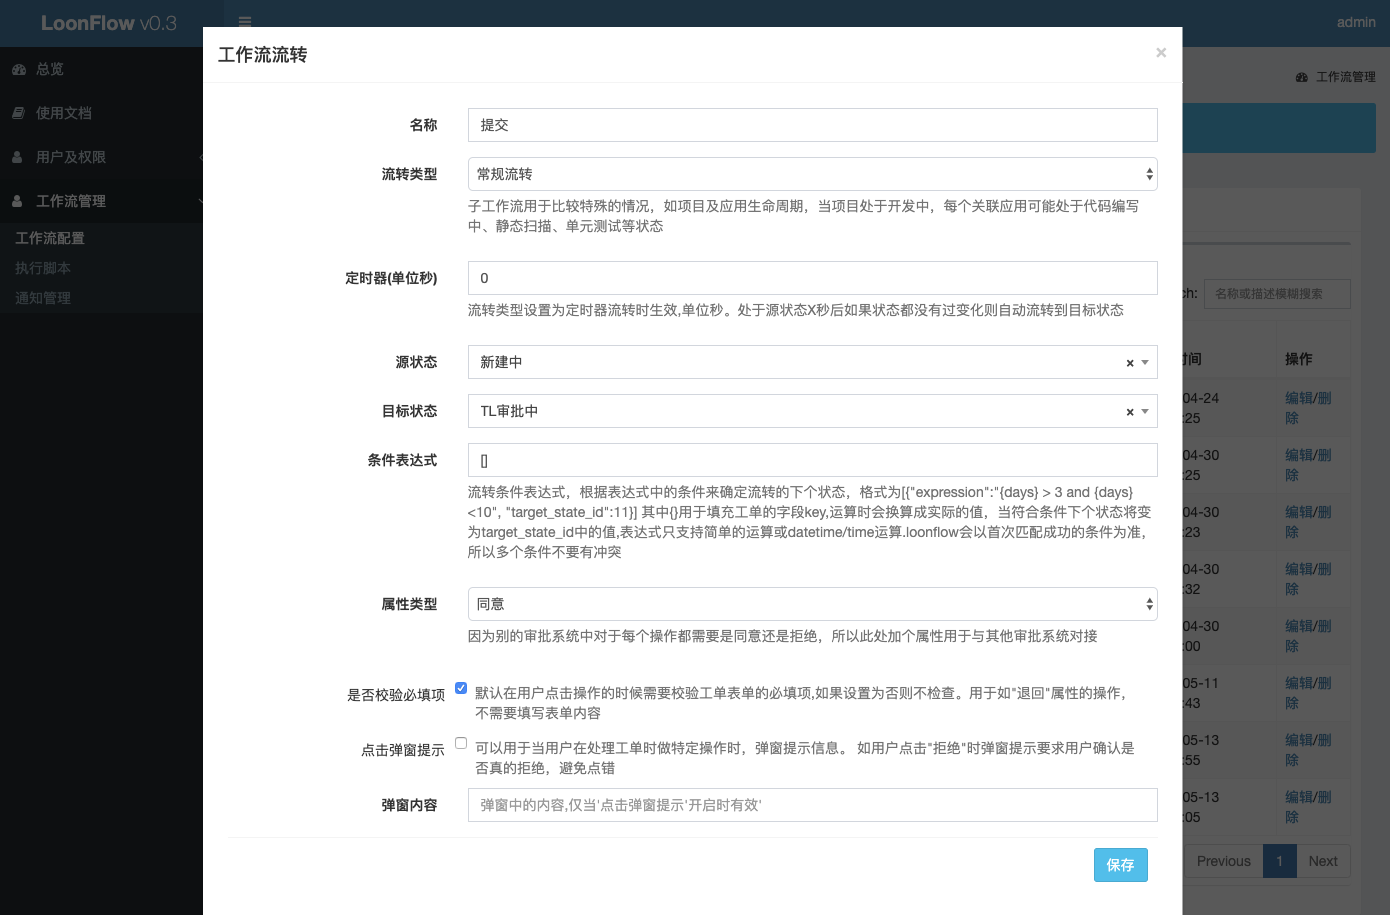 LoonFlow v0.3
admin
总览
使用文档
用户及权限
工作流管理
工作流配置
执行脚本
通知管理
工作流管理
工作流流转
×
名称
提交
流转类型
常规流转
子工作流用于比较特殊的情况，如项目及应用生命周期，当项目处于开发中，每个关联应用可能处于代码编写
中、静态扫描、单元测试等状态
定时器(单位秒)
0
流转类型设置为定时器流转时生效,单位秒。处于源状态X秒后如果状态都没有过变化则自动流转到目标状态
源状态
新建中
×
目标状态
TL审批中
×
条件表达式
[]
流转条件表达式，根据表达式中的条件来确定流转的下个状态，格式为[{"expression":"{days} > 3 and {days}
<10", "target_state_id":11}] 其中{}用于填充工单的字段key,运算时会换算成实际的值，当符合条件下个状态将变
为target_state_id中的值,表达式只支持简单的运算或datetime/time运算.loonflow会以首次匹配成功的条件为准，
所以多个条件不要有冲突
属性类型
同意
因为别的审批系统中对于每个操作都需要是同意还是拒绝，所以此处加个属性用于与其他审批系统对接
是否校验必填项
默认在用户点击操作的时候需要校验工单表单的必填项,如果设置为否则不检查。用于如"退回"属性的操作，
不需要填写表单内容
点击弹窗提示
可以用于当用户在处理工单时做特定操作时，弹窗提示信息。 如用户点击"拒绝"时弹窗提示要求用户确认是
否真的拒绝，避免点错
弹窗内容
弹窗中的内容,仅当'点击弹窗提示'开启时有效'
保存
ch:
名称或描述模糊搜索
时间
操作
04-24
:25
编辑/删
除
04-30
:25
编辑/删
除
04-30
:23
编辑/删
除
04-30
:32
编辑/删
除
04-30
:00
编辑/删
除
05-11
:43
编辑/删
除
05-13
:55
编辑/删
除
05-13
:05
编辑/删
除
Previous
1
Next